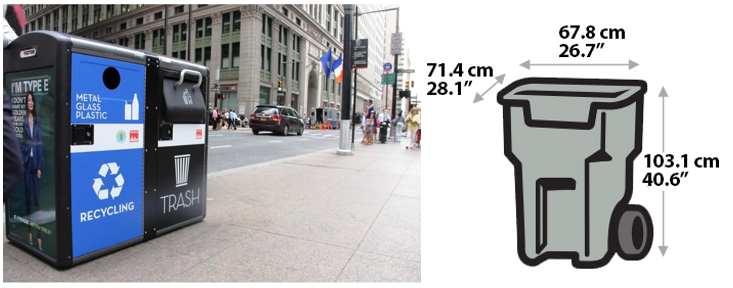 I'M TYPE E
METAL
GLASS
PLASTIC
RECYCLING
TRASH
67.8 cm
26.7″
71.4 cm
28.1″
103.1 cm
40.6″